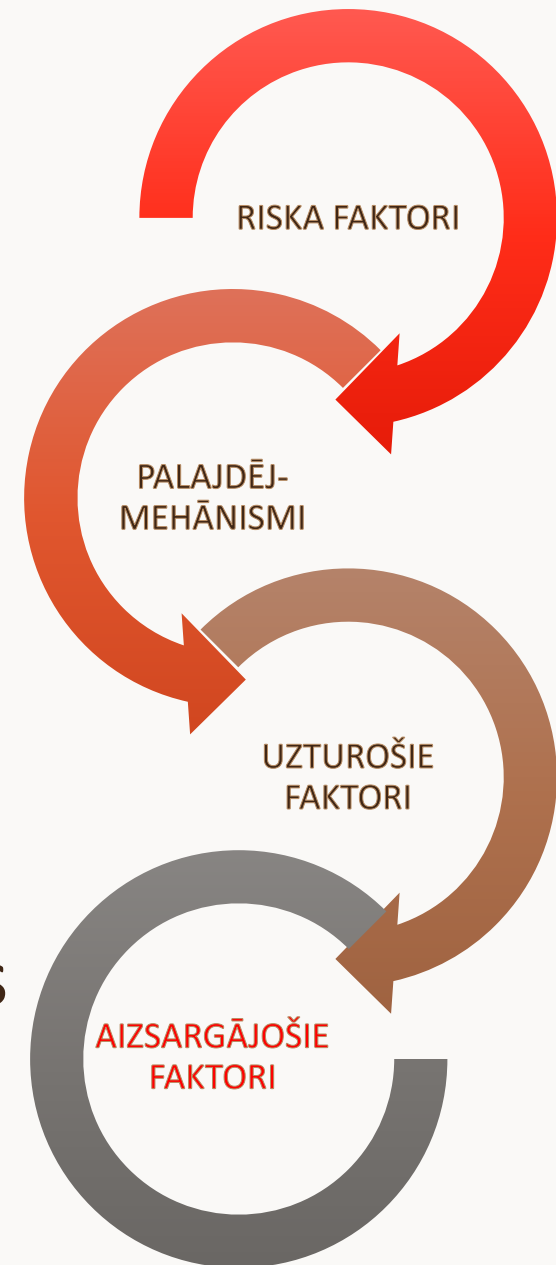 RISKA FAKTORI
PALAJDĒJ-
MEHĀNISMI
UZTUROŠIE
FAKTORI
AIZSARGĀJOŠIE
FAKTORI